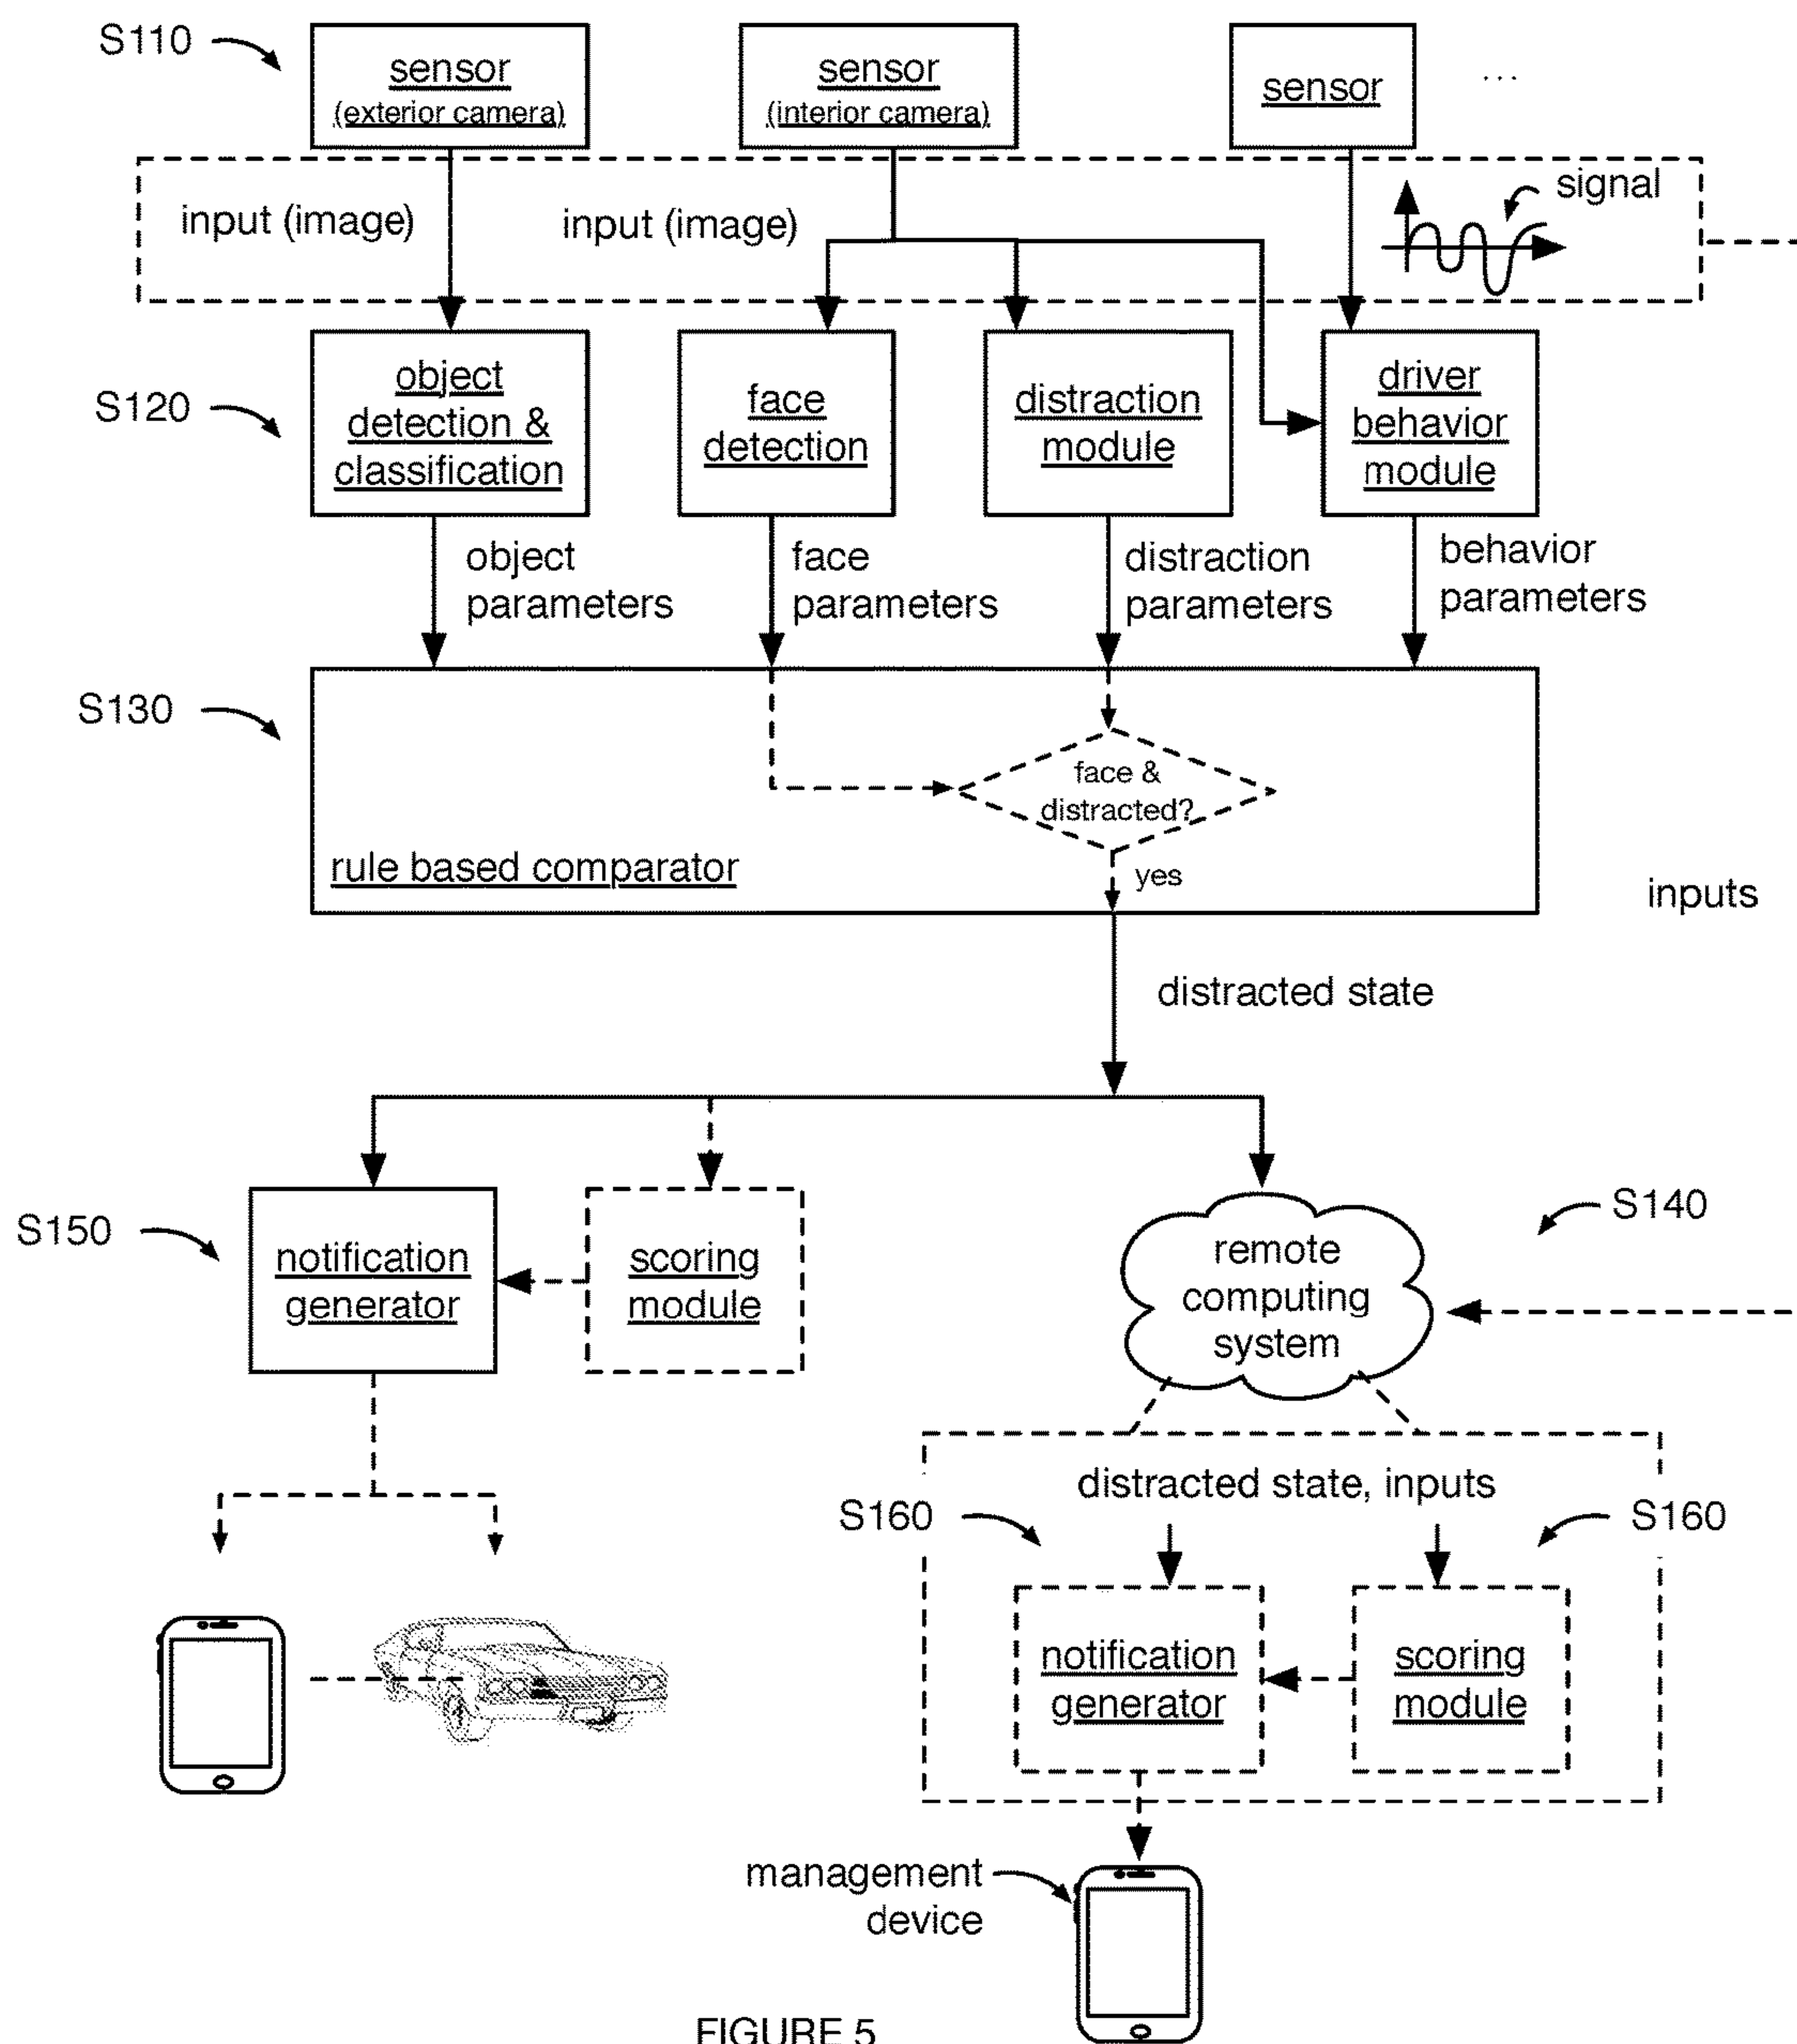 S110
sensor
(exterior camera)
sensor
(interior camera)
sensor
...
input (image)
input (image)
signal
S120
object
detection &
classification
face
detection
distraction
module
driver
behavior
module
object
parameters
face
parameters
distraction
parameters
behavior
parameters
S130
face &
distracted?
yes
rule based comparator
inputs
distracted state
S150
notification
generator
scoring
module
S140
remote
computing
system
distracted state, inputs
S160
S160
notification
generator
scoring
module
management
device
FIGURE 5